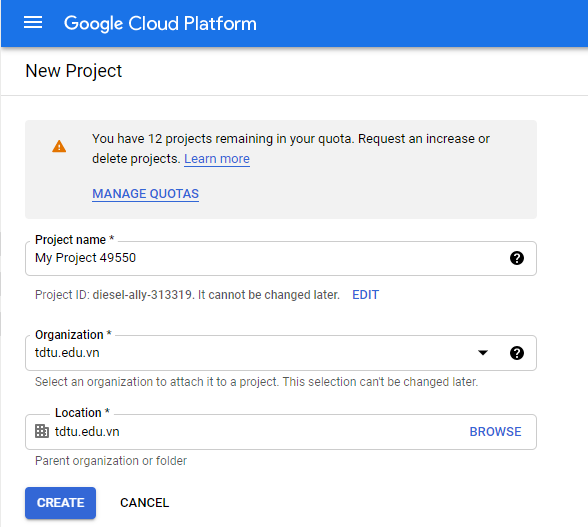 Google Cloud Platform
New Project
You have 12 projects remaining in your quota. Request an increase or
delete projects. Learn more
MANAGE QUOTAS
Project name *
My Project 49550
Project ID: diesel-ally-313319. It cannot be changed later. EDIT
Organization *
tdtu.edu.vn
Select an organization to attach it to a project. This selection can't be changed later.
Location *
tdtu.edu.vn BROWSE
Parent organization or folder
CREATE CANCEL